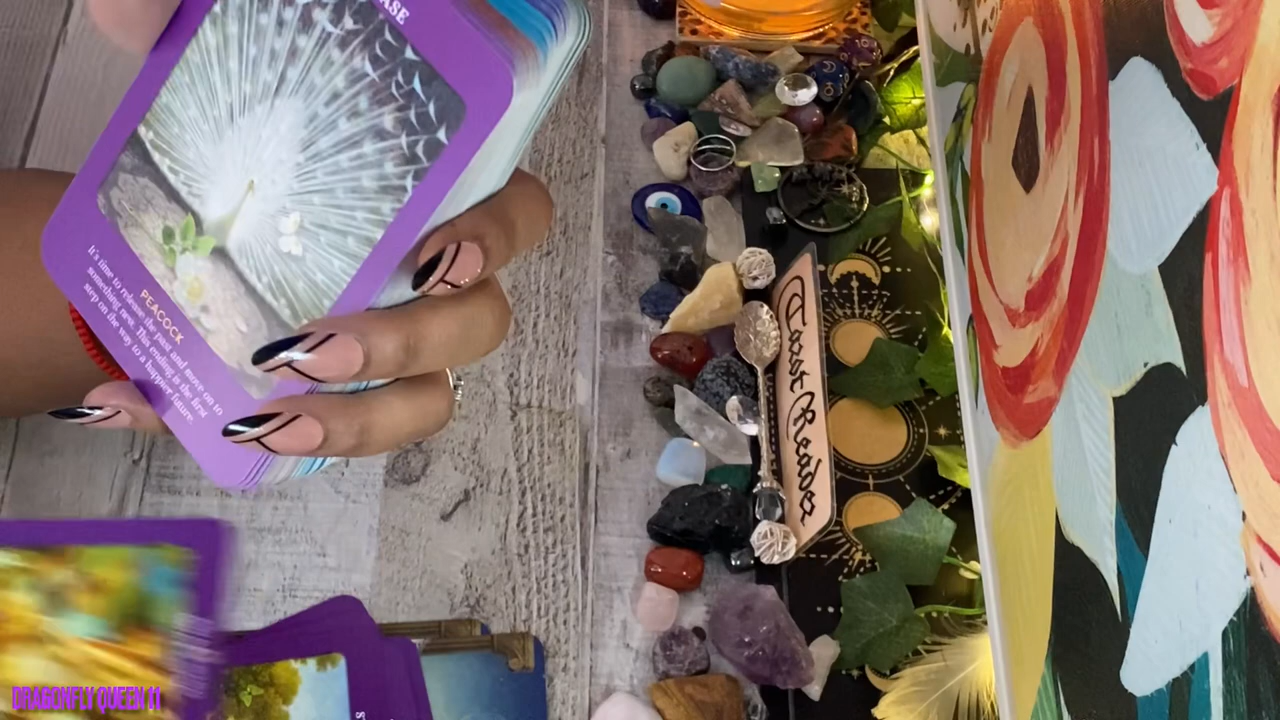 PEACOCK
It's time to release the past and move on to
something new. This ending is the first
step on the way to a happier future.
Tarot Reader
DRAGONFLY QUEEN 11